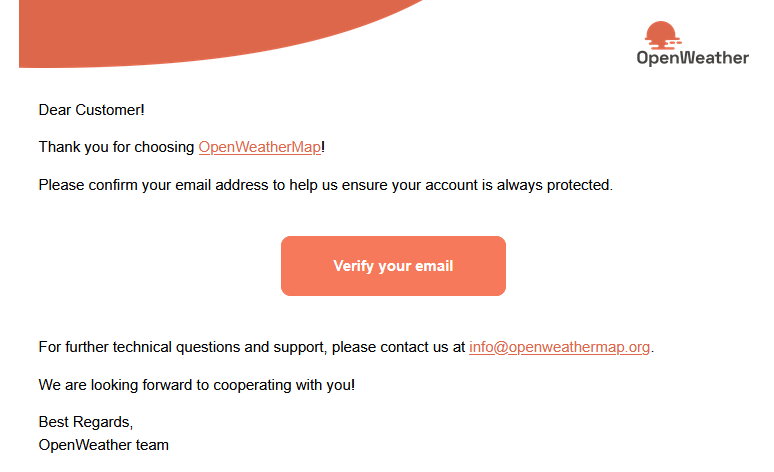 OpenWeather
Dear Customer!
Thank you for choosing OpenWeatherMap!
Please confirm your email address to help us ensure your account is always protected.
Verify your email
For further technical questions and support, please contact us at info@openweathermap.org.
We are looking forward to cooperating with you!
Best Regards,
OpenWeather team